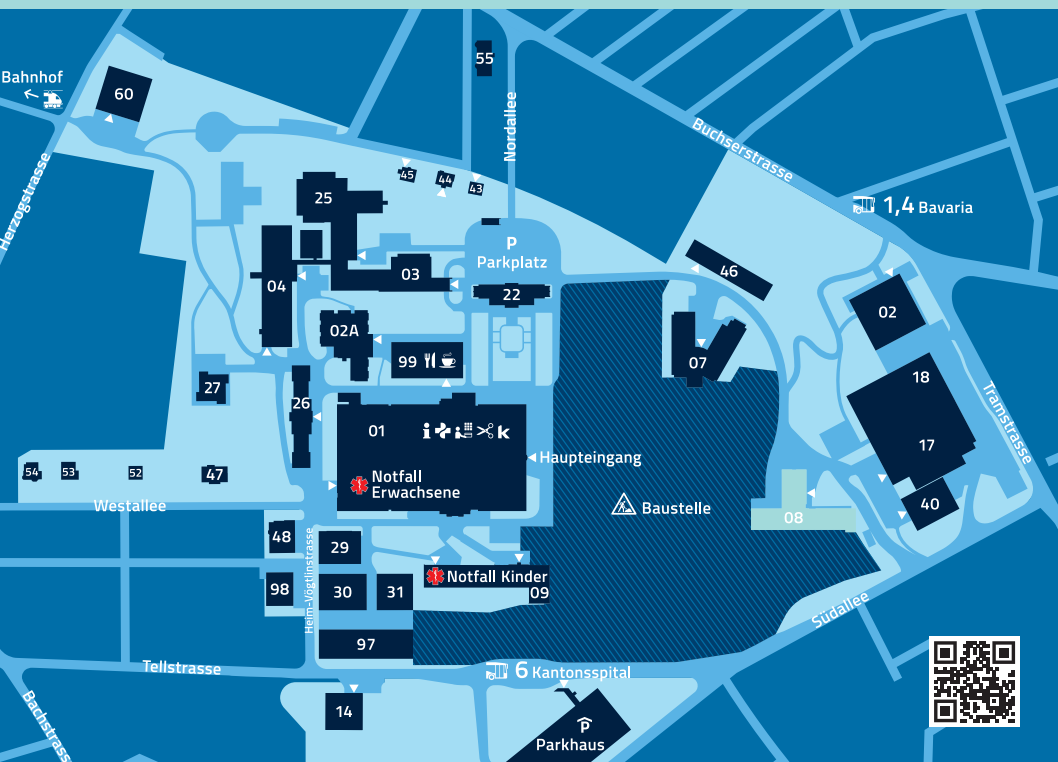 55
Bahnhof
60
Nordallee
Buchserstrasse
Herzogstrasse
45
44
43
25
1,4 Bavaria
P
Parkplatz
46
03
04
22
02
02A
99
07
18
27
26
Tramstrasse
01
i
k
17
Haupteingang
54
53
52
47
Notfall
Erwachsene
Westallee
Baustelle
40
08
48
29
Heim-Vögtlinstrasse
Notfall Kinder
98
30
31
09
Südallee
97
Tellstrasse
6 Kantonsspital
Bachstrasse
14
P
Parkhaus